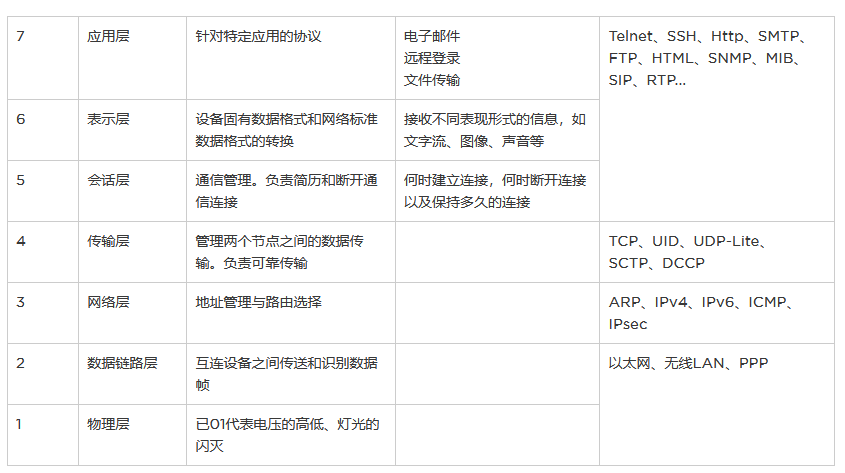 7
应用层
针对特定应用的协议
电子邮件
远程登录
文件传输
Telnet、SSH、Http、SMTP、
FTP、HTML、SNMP、MIB、
SIP、RTP...
6
表示层
设备固有数据格式和网络标准
数据格式的转换
接收不同表现形式的信息，如
文字流、图像、声音等
5
会话层
通信管理。负责简历和断开通
信连接
何时建立连接，何时断开连接
以及保持多久的连接
4
传输层
管理两个节点之间的数据传
输。负责可靠传输
TCP、UID、UDP-Lite、
SCTP、DCCP
3
网络层
地址管理与路由选择
ARP、IPv4、IPv6、ICMP、
IPsec
2
数据链路层
互连设备之间传送和识别数据
帧
以太网、无线LAN、PPP
1
物理层
已01代表电压的高低、灯光的
闪灭